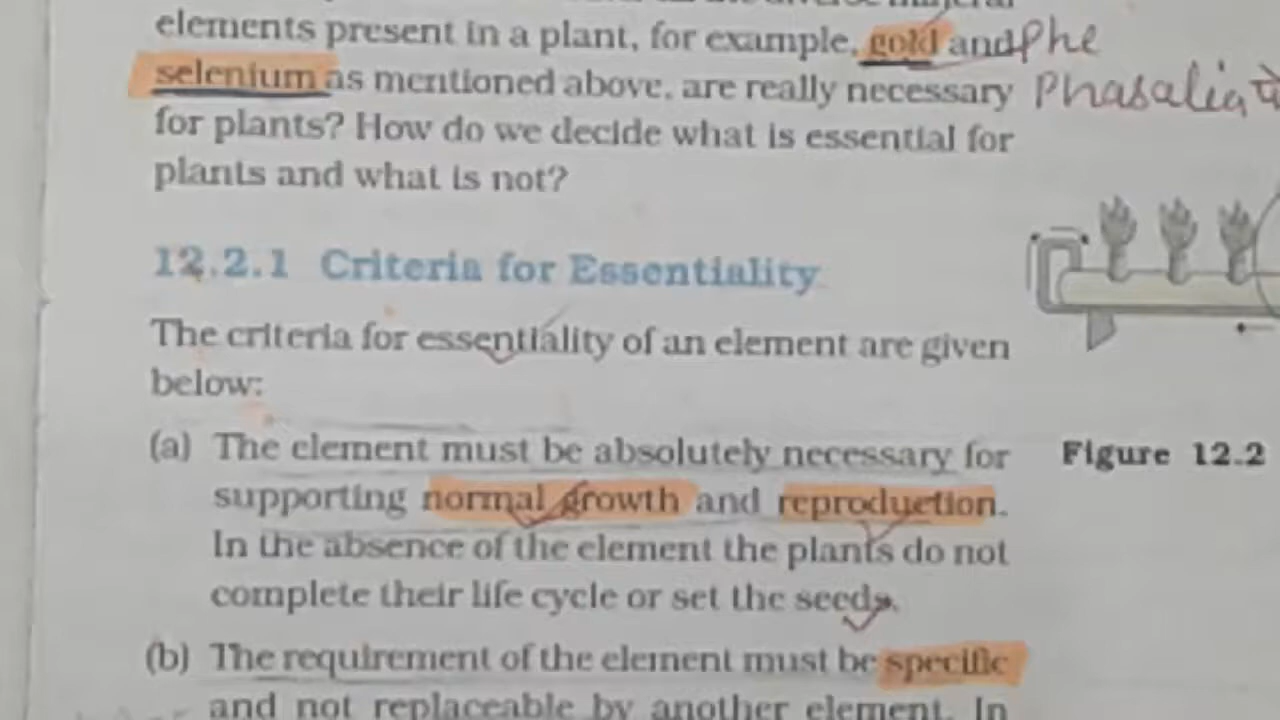 elements present in a plant, for example, gold and
selenium as mentioned above, are really necessary
for plants? How do we decide what is essential for
plants and what is not?
Phe
12.2.1 Criteria for Essentiality
The criteria for essentiality of an element are given
below:
(a) The element must be absolutely necessary for
supporting normal growth and reproduction.
In the absence of the element the plants do not
complete their life cycle or set the seeds.
(b) The requirement of the element must be specific
and not replaceable by another element. In
Figure 12.2